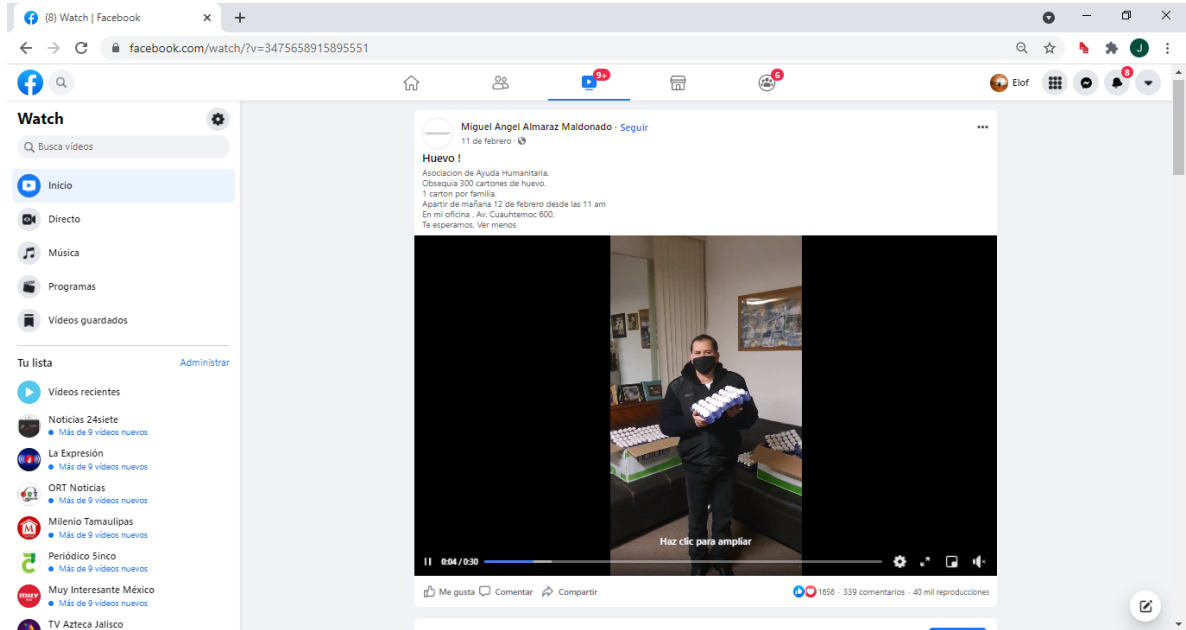 (8) Watch | Facebook
facebook.com/watch/?v=3475658915895551
J
9+
6
Elof
8
Watch
Busca vídeos
Inicio
Directo
Música
Programas
Vídeos guardados
Tu lista
Administrar
Vídeos recientes
Noticias 24siete
Más de 9 vídeos nuevos
La Expresión
Más de 9 vídeos nuevos
ORT Noticias
Más de 9 vídeos nuevos
Milenio Tamaulipas
Más de 9 vídeos nuevos
Periódico 5inco
Más de 9 vídeos nuevos
Muy Interesante México
Más de 9 vídeos nuevos
TV Azteca Jalisco
Miguel Angel Almaraz Maldonado · Seguir
11 de febrero ·
Huevo !
Asociacion de Ayuda Humanitaria.
Obsequia 300 cartones de huevo.
1 carton por familia.
Apartir de mañana 12 de febrero desde las 11 am
En mi oficina . Av. Cuauhtemoc 600.
Te esperamos. Ver menos
Haz clic para ampliar
0:04 / 0:30
Me gusta Comentar Compartir
1656 · 339 comentarios · 40 mil reproducciones